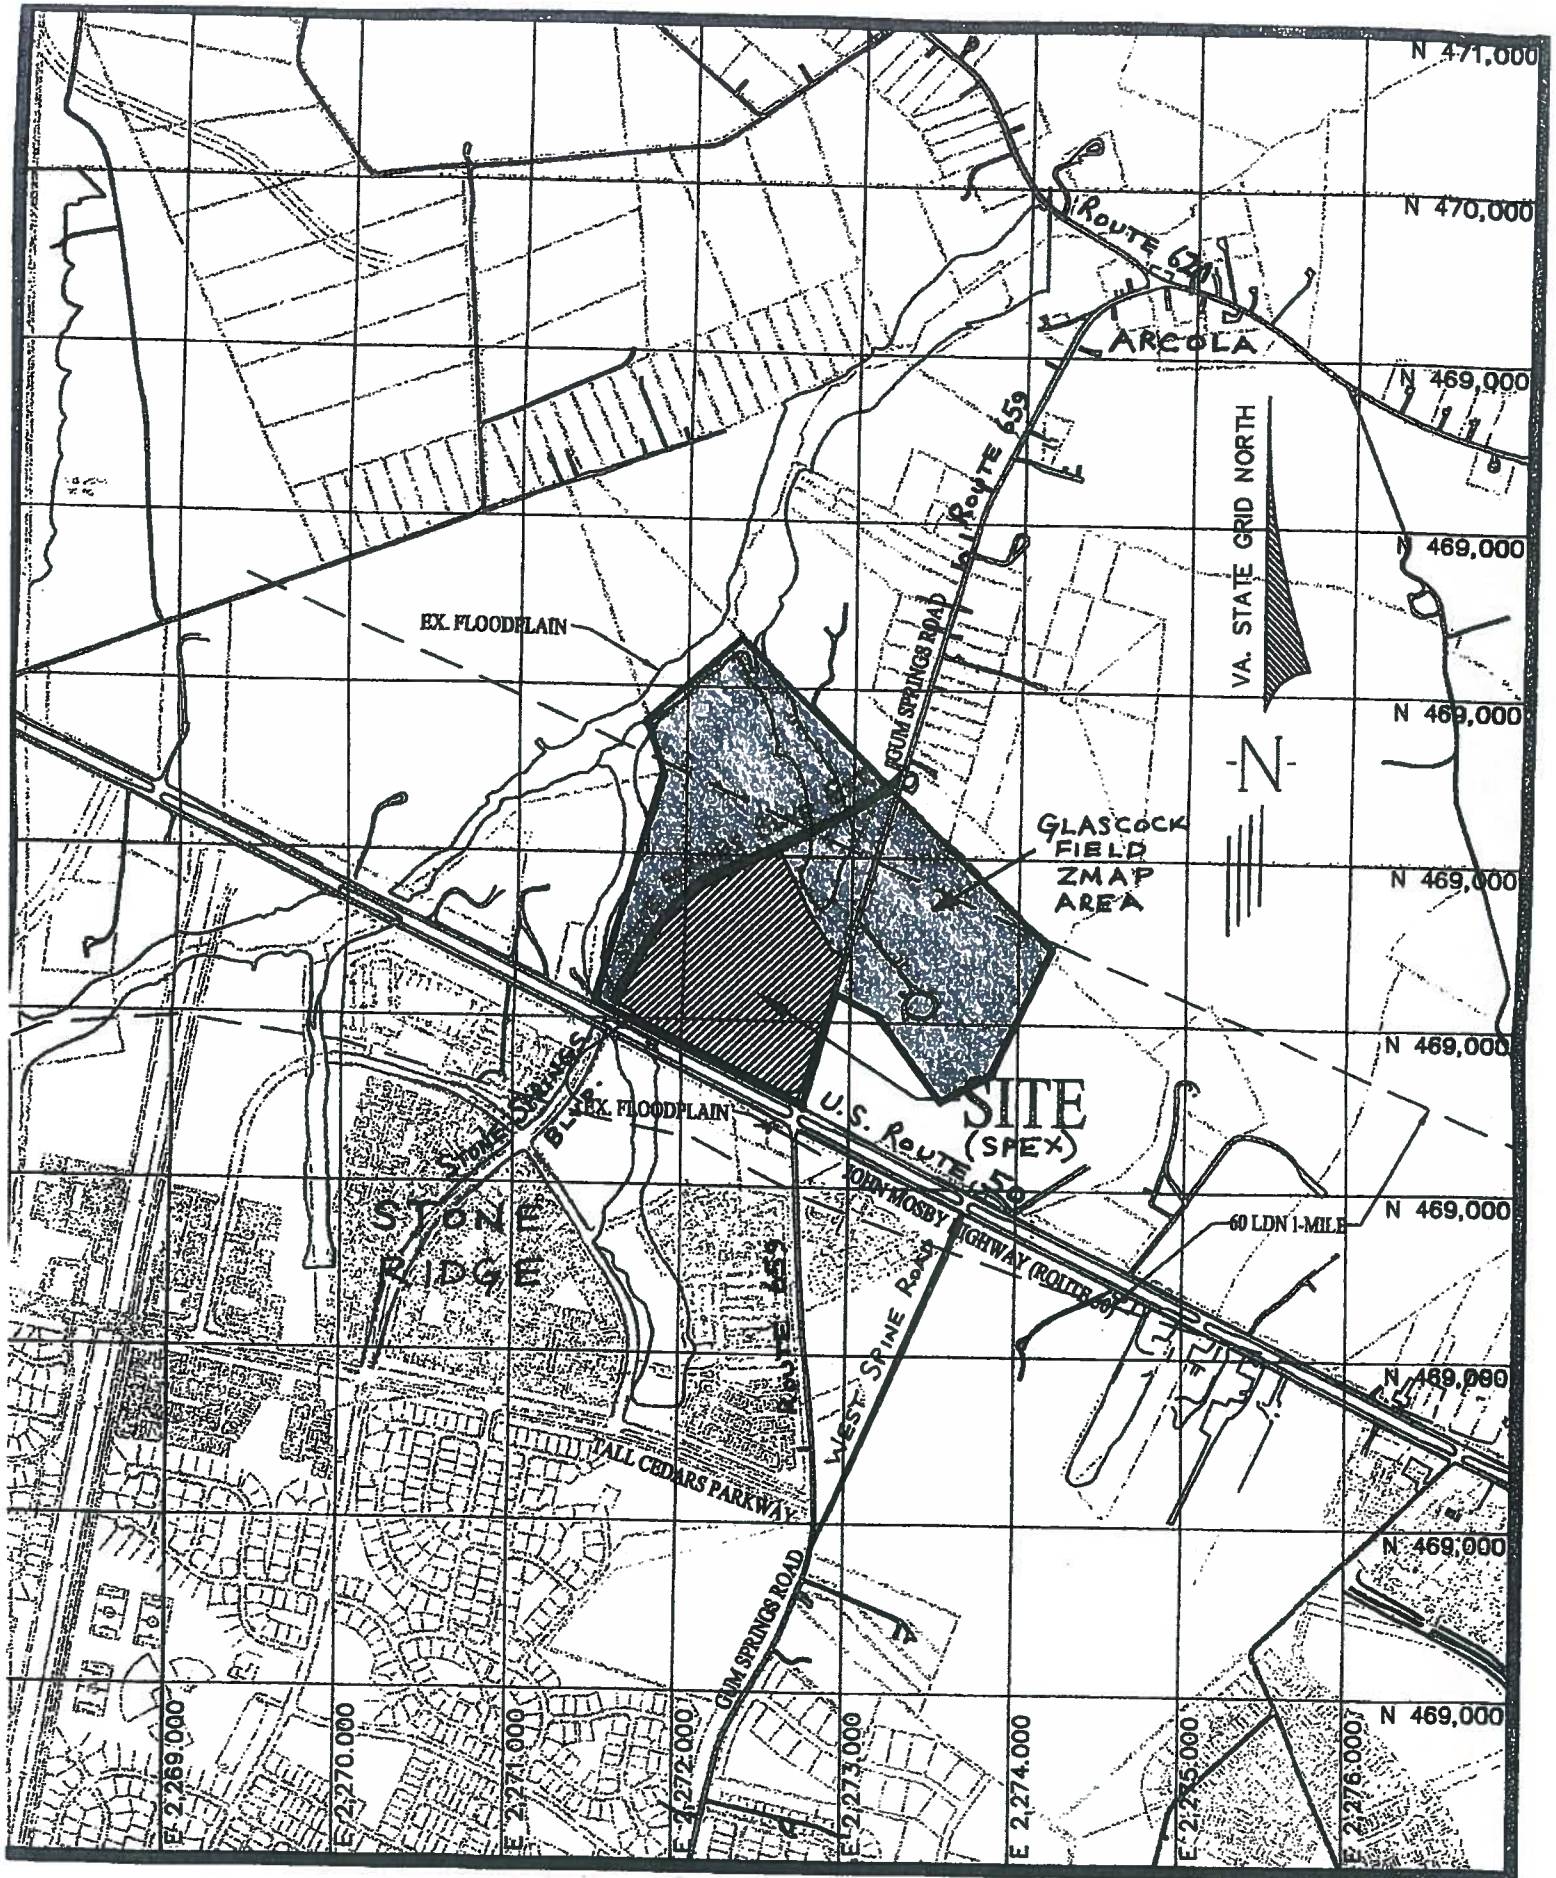 N 471,000
N 470,000
ROUTE
ARCOLA
N 469,000
ROUTE 659
VA. STATE GRID NORTH
N 469,000
EX. FLOODPLAIN
GUM SPRINGS ROAD
N 469,000
N
GLASCOCK
FIELD
ZMAP
AREA
N 469,000
N 469,000
STONE SPRINGS
BLVD.
EX. FLOODPLAIN
SITE
(SPEX)
U.S. ROUTE 50
JOHN MOSBY HIGHWAY (ROUTE
60 LDN 1-MILE
N 469,000
STONE
RIDGE
ROUTE 659
WEST SPINE ROAD
N 469,000
TALL CEDARS PARKWAY
N 469,000
GUM SPRINGS ROAD
N 469,000
E 2,269.000
E 2,270.000
E 2,271.000
E 2,272.000
E 2,273.000
E 2,274.000
E 2,275.000
E 2,276.000